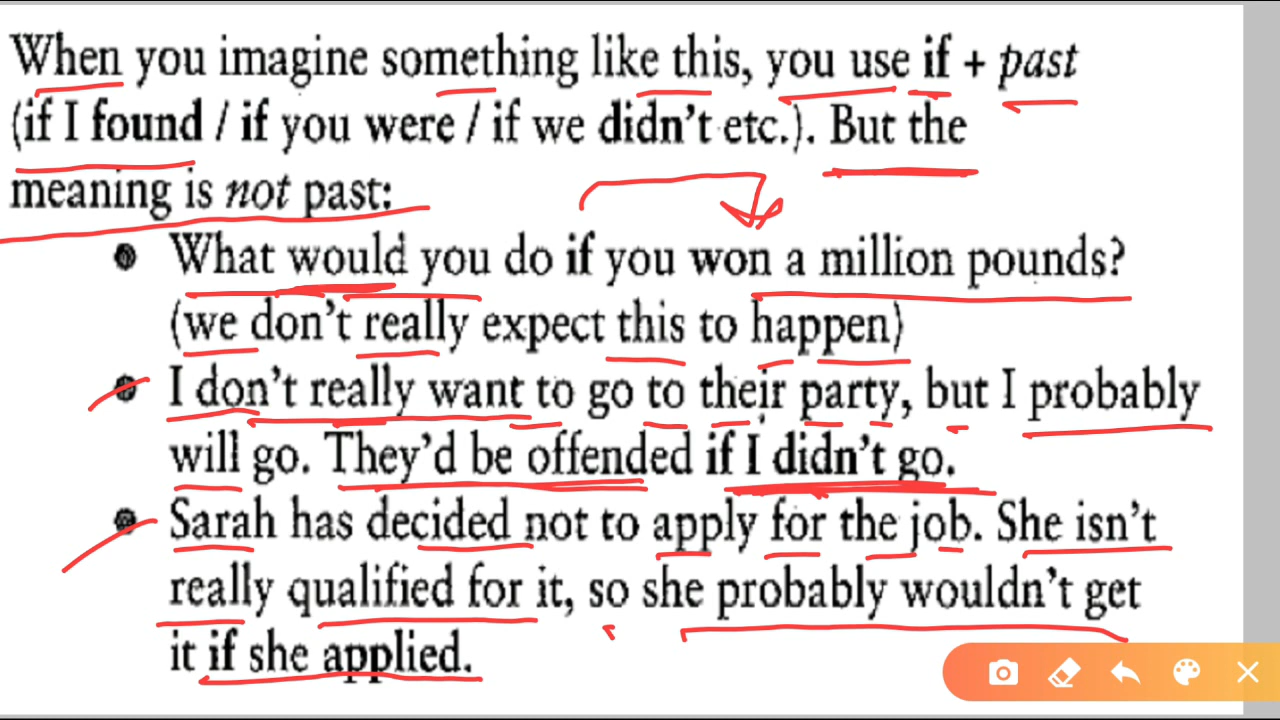 When you imagine something like this, you use if + past
(if I found / if you were / if we didn't etc.). But the
meaning is not past:
• What would you do if you won a million pounds?
(we don't really expect this to happen)
• I don't really want to go to their party, but I probably
will go. They'd be offended if I didn't go.
• Sarah has decided not to apply for the job. She isn't
really qualified for it, so she probably wouldn't get
it if she applied.